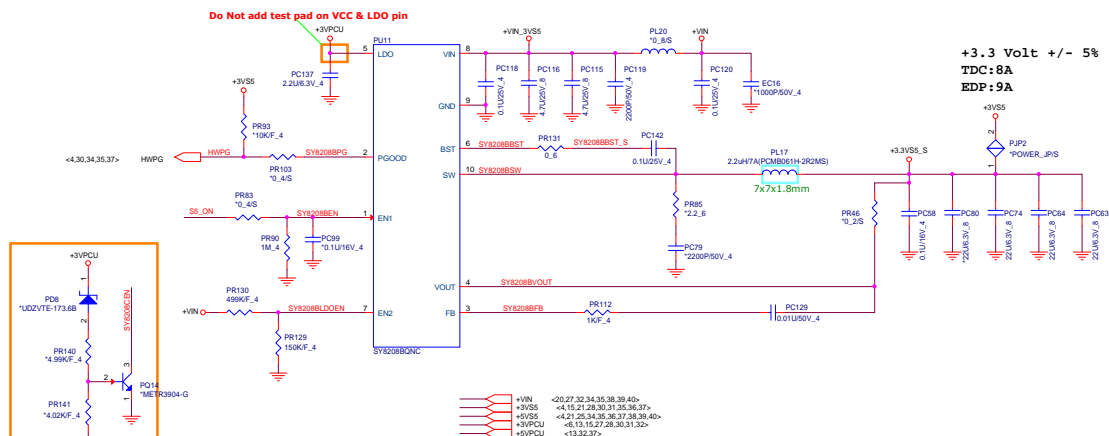 Do Not add test pad on VCC & LDO pin
+3VPCU
PU11
5
LDO
VIN
8
+VIN_3VS5
PL20
*0_8/S
+VIN
PC137
2.2U/6.3V_4
PC118
0.1U/25V_4
PC116
4.7U/25V_8
PC115
4.7U/25V_8
PC119
2200P/50V_4
PC120
0.1U/25V_4
EC16
*1000P/50V_4
+3.3 Volt +/- 5%
TDC:8A
EDP:9A
GND
9
+3VS5
PR93
*10K/F_4
<4,30,34,35,37>
HWPG
HWPG
PR103
*0_4/S
SY8208BPG
2
PGOOD
BST
6
SY8208BBST
PR131
0_6
SY8208BBST_S
PC142
0.1U/25V_4
SW
10
SY8208BSW
PL17
2.2uH/7A(PCMB061H-2R2MS)
7x7x1.8mm
+3.3VS5_S
+3VS5
2
PJP2
*POWER_JP/S
1
S5_ON
PR83
*0_4/S
SY8208BEN
1
EN1
PR90
1M_4
PC99
*0.1U/16V_4
PR85
*2.2_6
PC79
*2200P/50V_4
PR46
*0_2/S
PC58
0.1U/16V_4
PC80
*22U/6.3V_8
PC74
22U/6.3V_8
PC64
22U/6.3V_8
PC63
22U/6.3V_8
VOUT
4
SY8208BVOUT
FB
3
SY8208BFB
PR112
1K/F_4
PC129
0.01U/50V_4
+VIN
PR130
499K/F_4
SY8208BLDOEN
7
EN2
PR129
150K/F_4
SY8208BQNC
+3VPCU
1
PD8
*UDZVTE-173.6B
2
SY8208CEN
PR140
*4.99K/F_4
2
3
PQ14
*METR3904-G
1
PR141
*4.02K/F_4
+VIN <20,27,32,34,35,38,39,40>
+3VS5 <4,15,21,28,30,31,35,36,37>
+5VS5 <4,21,25,34,35,36,37,38,39,40>
+3VPCU <6,13,15,27,28,30,31,32>
+5VPCU <13,32,37>